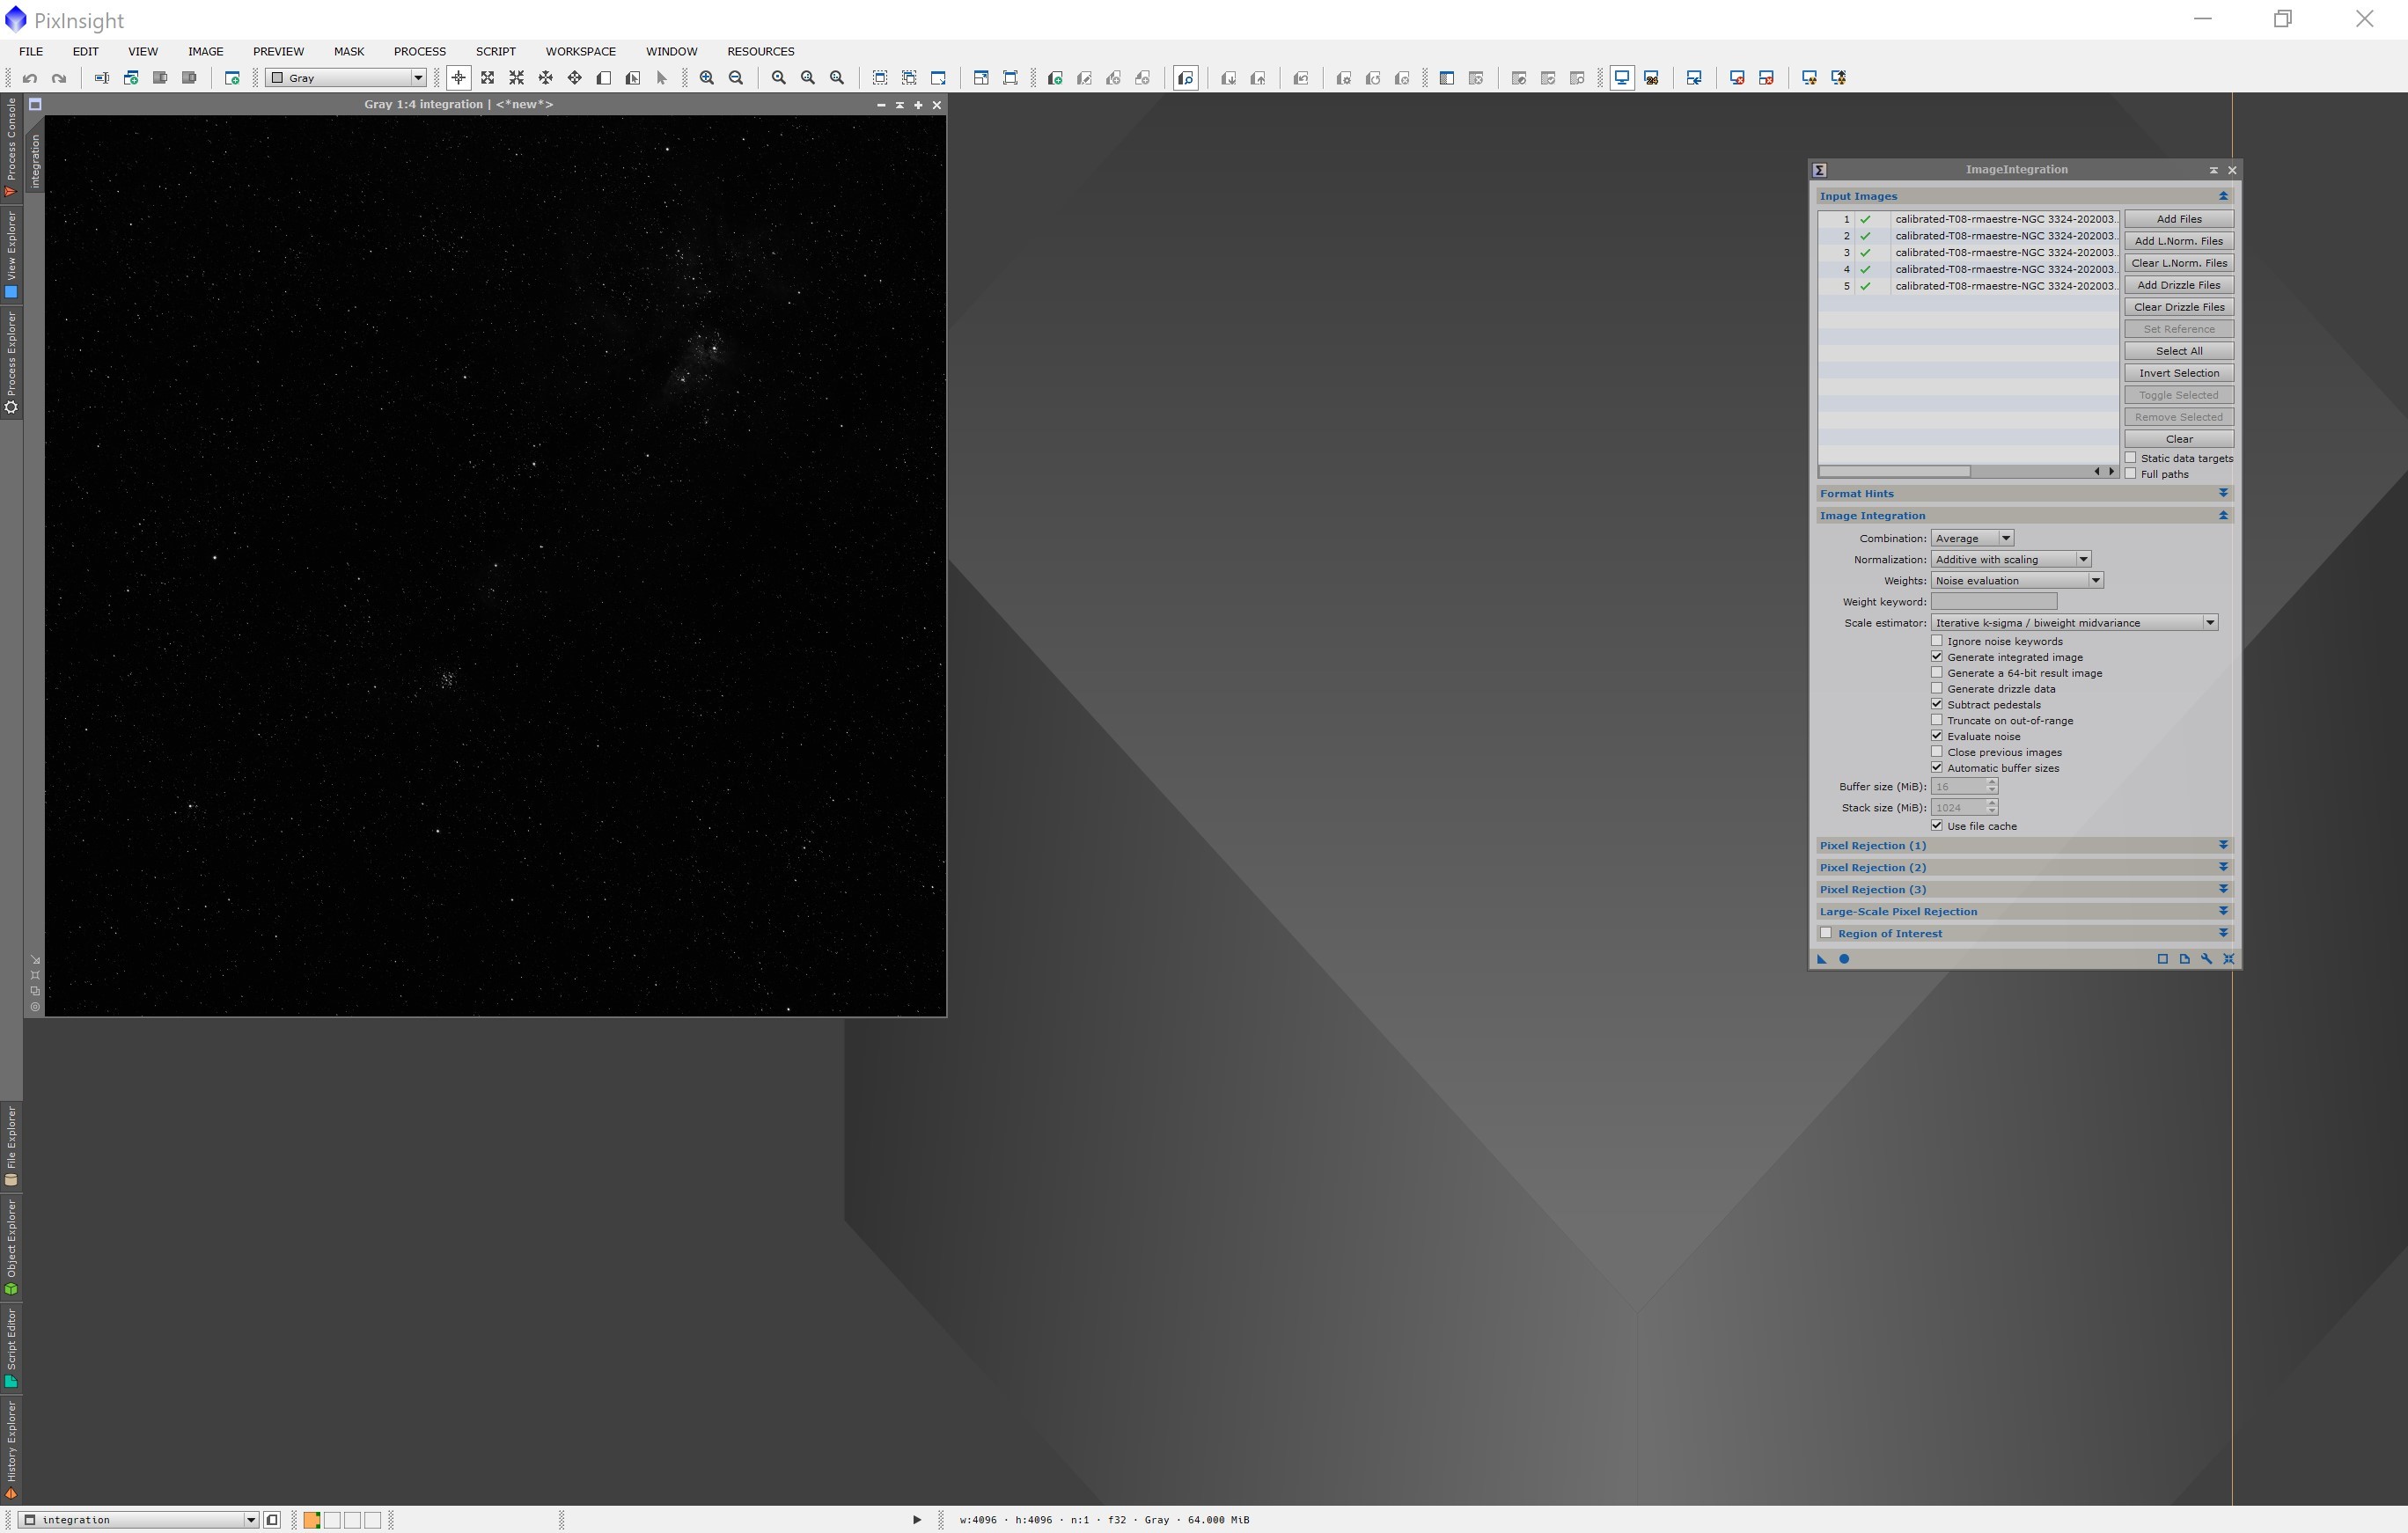 PixInsight
FILE EDIT VIEW IMAGE PREVIEW MASK PROCESS SCRIPT WORKSPACE WINDOW RESOURCES
Gray
Process Console
View Explorer
Process Explorer
File Explorer
Object Explorer
Script Editor
History Explorer
Gray 1:4 integration | <*new*>
integration
ImageIntegration
Input Images
1 calibrated-T08-rmaestre-NGC 3324-202003..
2 calibrated-T08-rmaestre-NGC 3324-202003..
3 calibrated-T08-rmaestre-NGC 3324-202003..
4 calibrated-T08-rmaestre-NGC 3324-202003..
5 calibrated-T08-rmaestre-NGC 3324-202003..
Add Files
Add L.Norm. Files
Clear L.Norm. Files
Add Drizzle Files
Clear Drizzle Files
Set Reference
Select All
Invert Selection
Toggle Selected
Remove Selected
Clear
Static data targets
Full paths
Format Hints
Image Integration
Combination: Average
Normalization: Additive with scaling
Weights: Noise evaluation
Weight keyword:
Scale estimator: Iterative k-sigma / biweight midvariance
Ignore noise keywords
Generate integrated image
Generate a 64-bit result image
Generate drizzle data
Subtract pedestals
Truncate on out-of-range
Evaluate noise
Close previous images
Automatic buffer sizes
Buffer size (MiB): 16
Stack size (MiB): 1024
Use file cache
Pixel Rejection (1)
Pixel Rejection (2)
Pixel Rejection (3)
Large-Scale Pixel Rejection
Region of Interest
integration
w:4096 · h:4096 · n:1 · f32 · Gray · 64.000 MiB